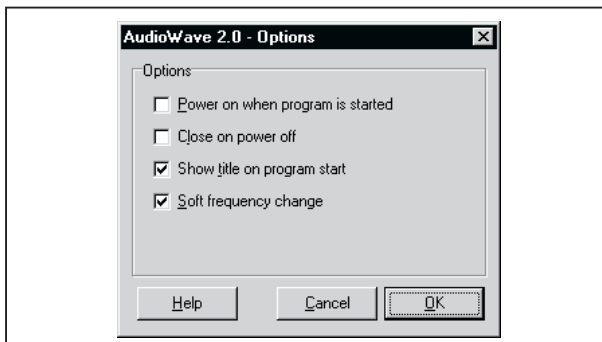 AudioWave 2.0 - Options
Options
Power on when program is started
Close on power off
Show title on program start
Soft frequency change
Help Cancel OK